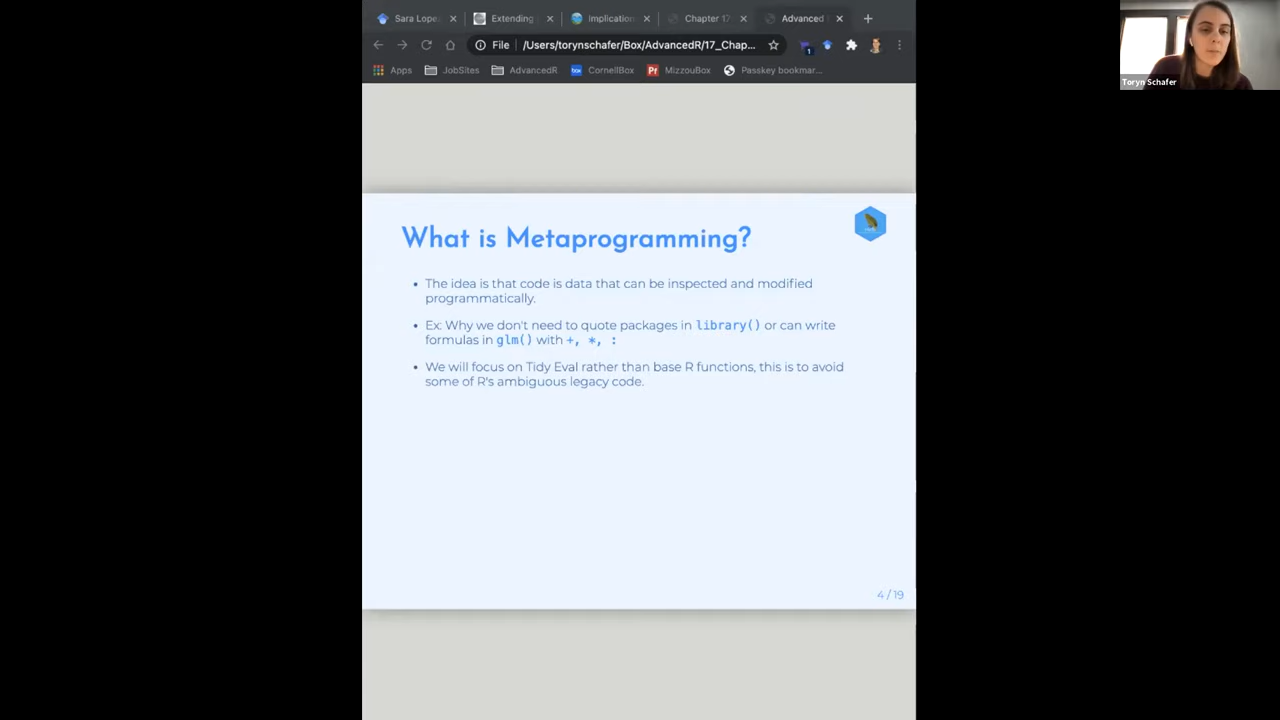 Sara Lope
Extending
implication
Chapter 17
Advanced
File
/Users/torynschafer/Box/AdvancedR/17_Chap...
1
Apps
JobSites
AdvancedR
box
CornellBox
Pr
MizzouBox
Passkey bookmar...
Toryn Schafer
What is Metaprogramming?
• The idea is that code is data that can be inspected and modified
programmatically.
• Ex: Why we don't need to quote packages in library() or can write
formulas in glm() with +, *, :
• We will focus on Tidy Eval rather than base R functions, this is to avoid
some of R's ambiguous legacy code.
4 / 19